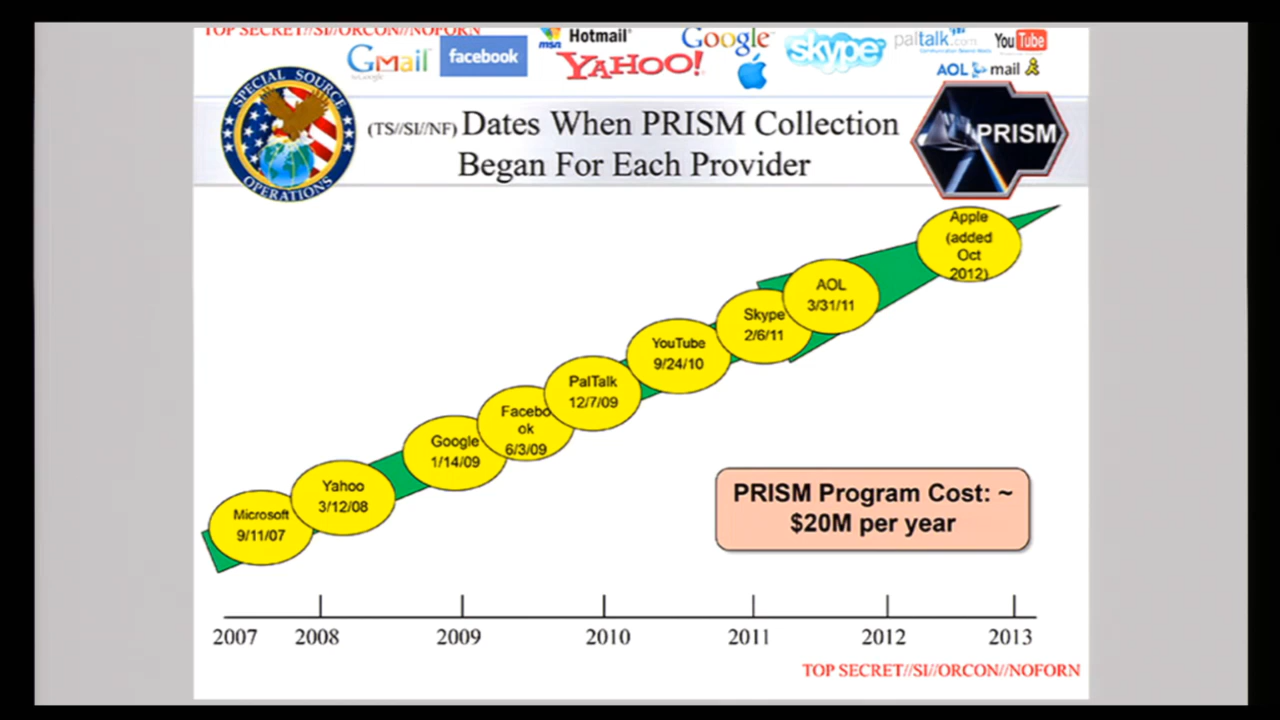 TOP SECRET//SI//ORCON//NOFORN
Gmail
by Google
facebook
msn Hotmail
YAHOO!
Google
skype
paltalk.com
YouTube
AOL mail
SPECIAL SOURCE
OPERATIONS
(TS//SI//NF) Dates When PRISM Collection
Began For Each Provider
PRISM
Apple
(added
Oct
2012)
AOL
3/31/11
Skype
2/6/11
YouTube
9/24/10
PalTalk
12/7/09
Facebo
ok
6/3/09
Google
1/14/09
Yahoo
3/12/08
Microsoft
9/11/07
PRISM Program Cost: ~
$20M per year
2007 2008 2009 2010 2011 2012 2013
TOP SECRET//SI//ORCON//NOFORN